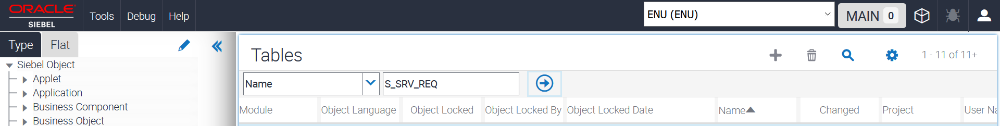 ORACLE
SIEBEL
Tools Debug Help
ENU (ENU)
MAIN 0
Type Flat
Siebel Object
Applet
Application
Business Component
Business Object
Tables
1 - 11 of 11+
Name S_SRV_REQ
Module Object Language Object Locked Object Locked By Object Locked Date Name Changed Project User Na